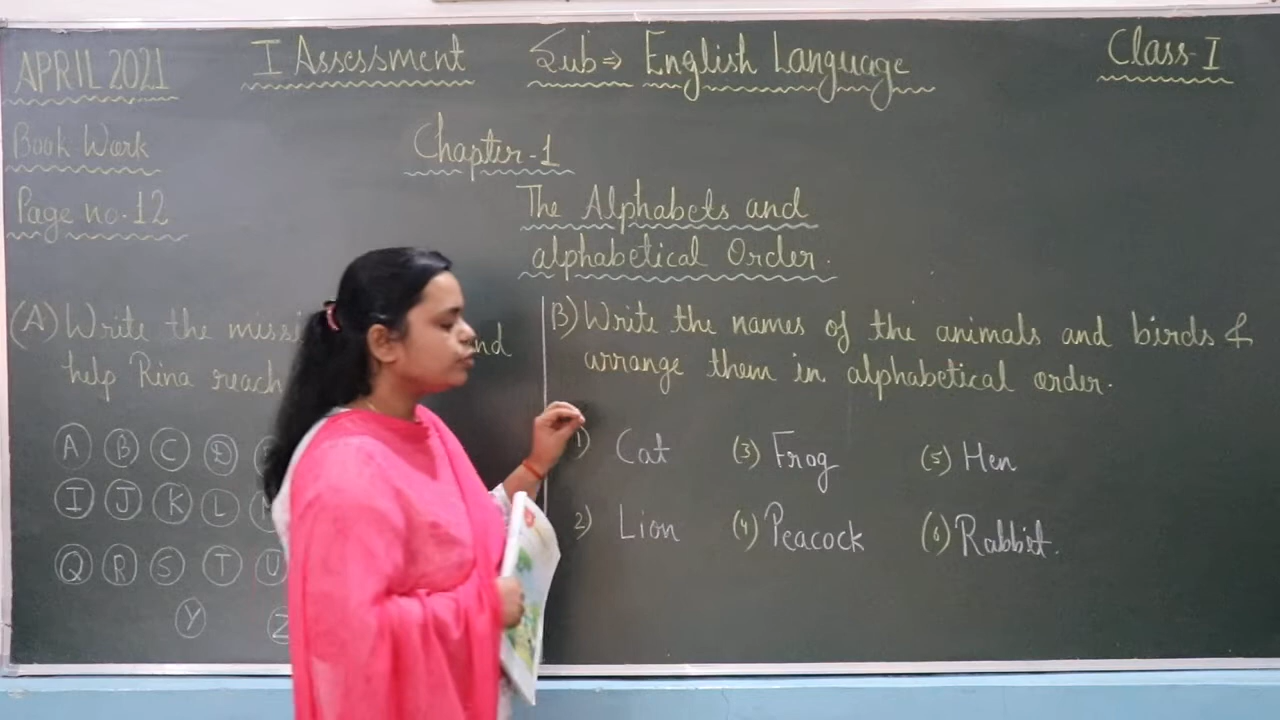 APRIL 2021 I Assessment Sub⇒ English Language Class-I
Book Work
Page no.12
Chapter-1
The Alphabets and
alphabetical Order.
(A) Write the missi nd
help Rina reach
A B C D
I J K L
Q R S T U
Y Z
B) Write the names of the animals and birds &
arrange them in alphabetical order.
1) Cat (3) Frog (5) Hen
2) Lion (4) Peacock (6) Rabbit.